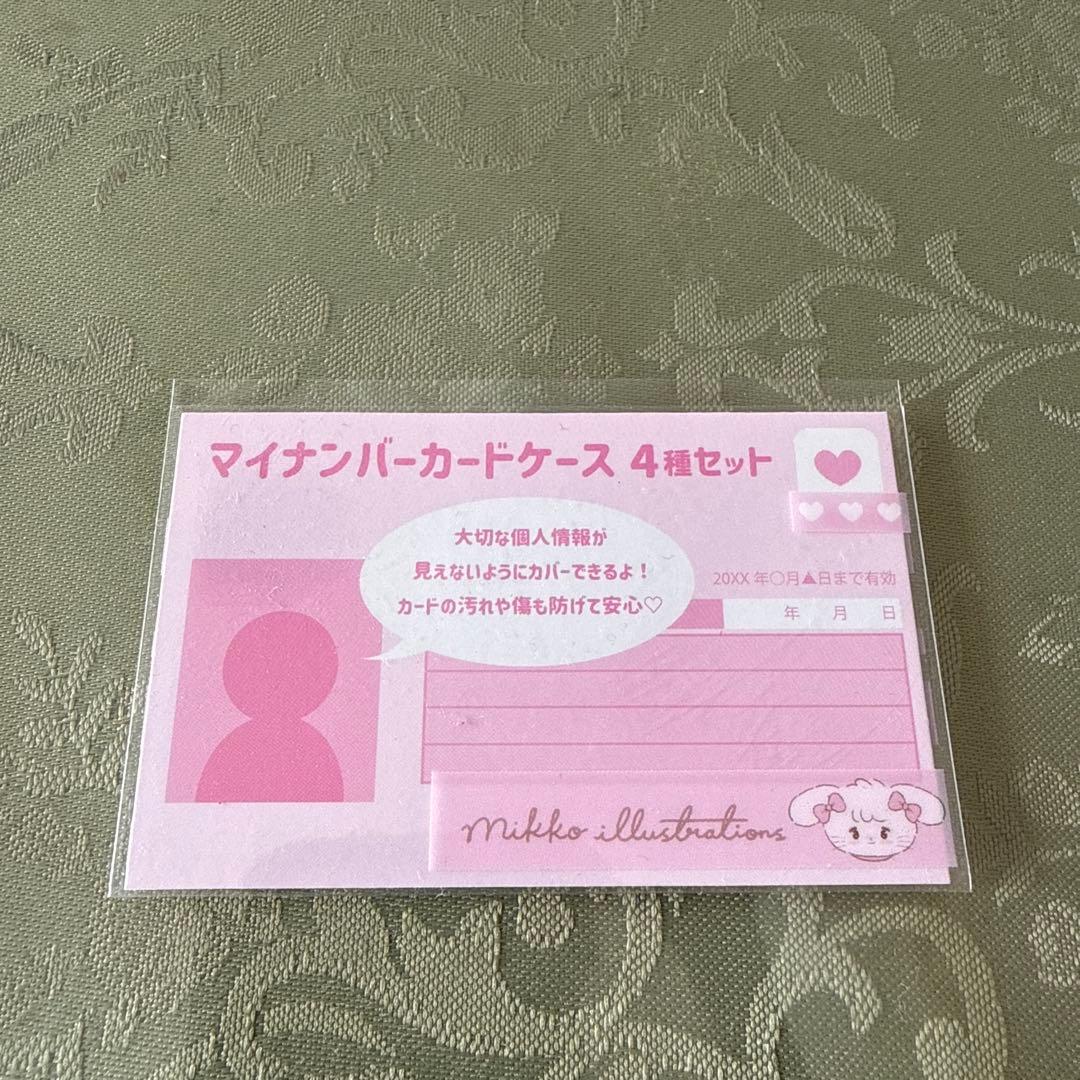 マイナンバーカードケース 4種セット
大切な個人情報が
見えないようにカバーできるよ！
カードの汚れや傷も防げて安心♡
20XX 年○月▲日まで有効
年 月 日
mikko illustrations